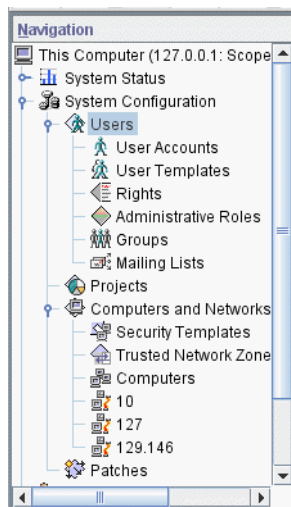 Navigation
This Computer (127.0.0.1: Scope
System Status
System Configuration
Users
User Accounts
User Templates
Rights
Administrative Roles
Groups
Mailing Lists
Projects
Computers and Networks
Security Templates
Trusted Network Zone
Computers
10
127
129.146
Patches